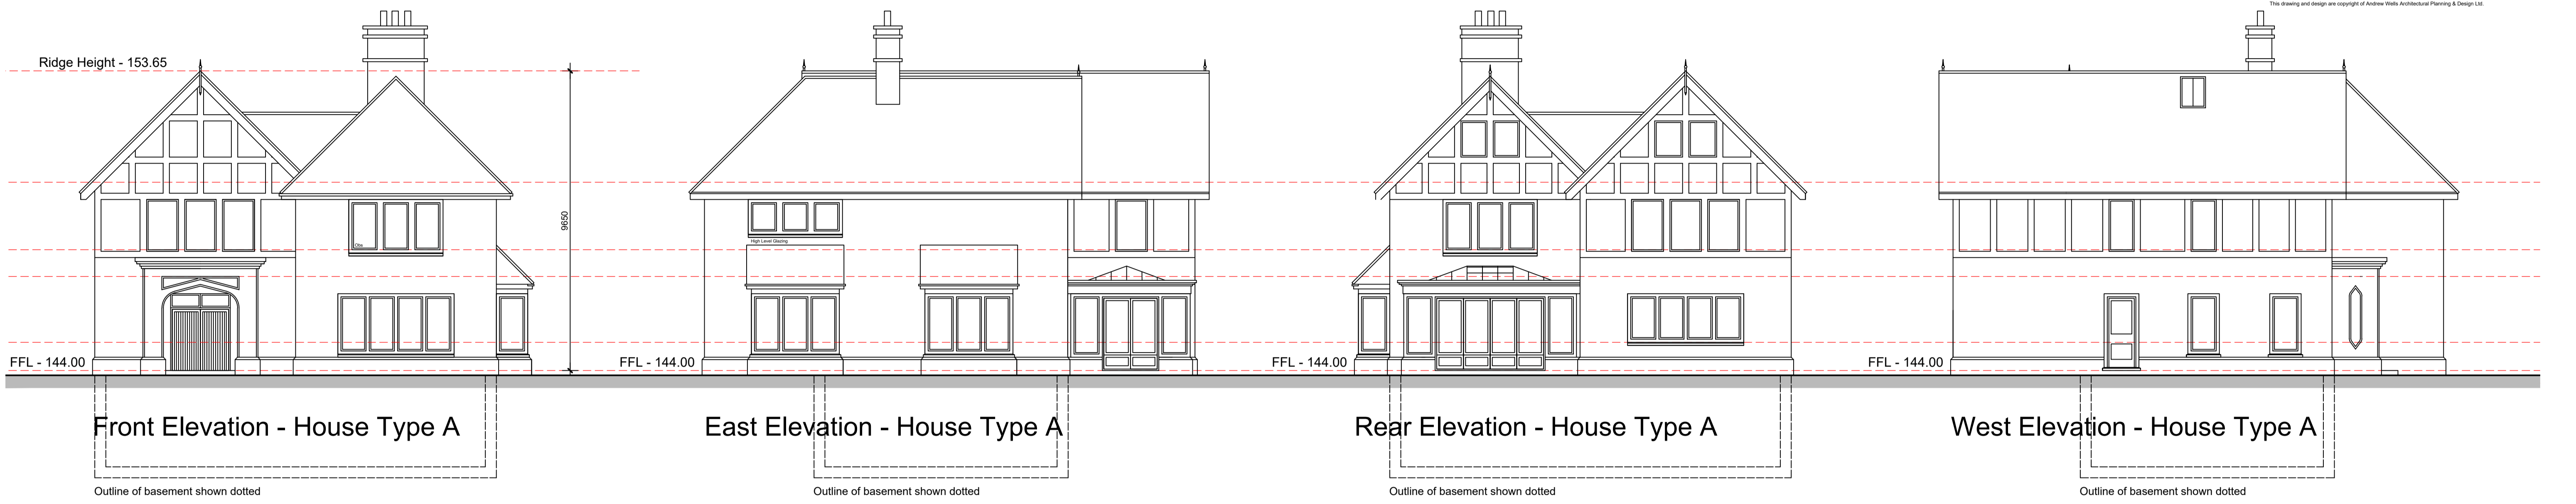 This drawing and design are copyright of Andrew Wells Architectural Planning & Design Ltd.
Ridge Height - 153.65
9650
Obs
High Level Glazing
FFL - 144.00
FFL - 144.00
FFL - 144.00
FFL - 144.00
Front Elevation - House Type A
East Elevation - House Type A
Rear Elevation - House Type A
West Elevation - House Type A
Outline of basement shown dotted
Outline of basement shown dotted
Outline of basement shown dotted
Outline of basement shown dotted